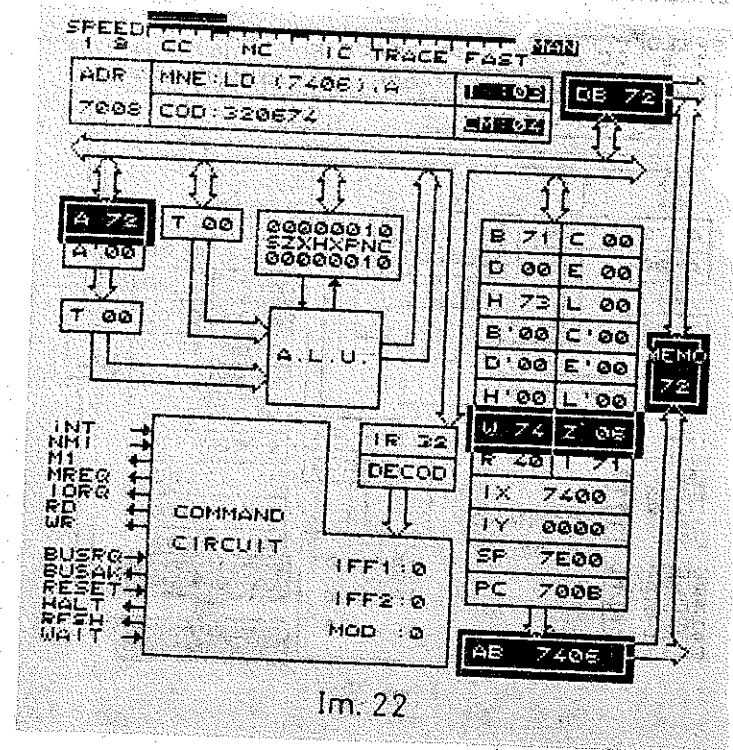 SPEED
1 2 CC MC IC TRACE FAST MAN
ADR MNE:LD (7406),A
7008 COD:320674
DB 72
A 72
A'00
T 00
00000010
SZXHXPNC
00000010
T 00
A.L.U.
B 71 C 00
D 00 E 00
H 73 L 00
B'00 C'00
D'00 E'00
H'00 L'00
W 74 Z 06
R 40 I 71
IX 7400
IY 0000
SP 7E00
PC 700B
MEMO
72
INT
NMI
M1
MREQ
IORQ
RD
WR
BUSRQ
BUSAK
RESET
HALT
RFSH
WAIT
COMMAND
CIRCUIT
IR 32
DECOD
IFF1:0
IFF2:0
MOD :0
AB 7406
Im. 22